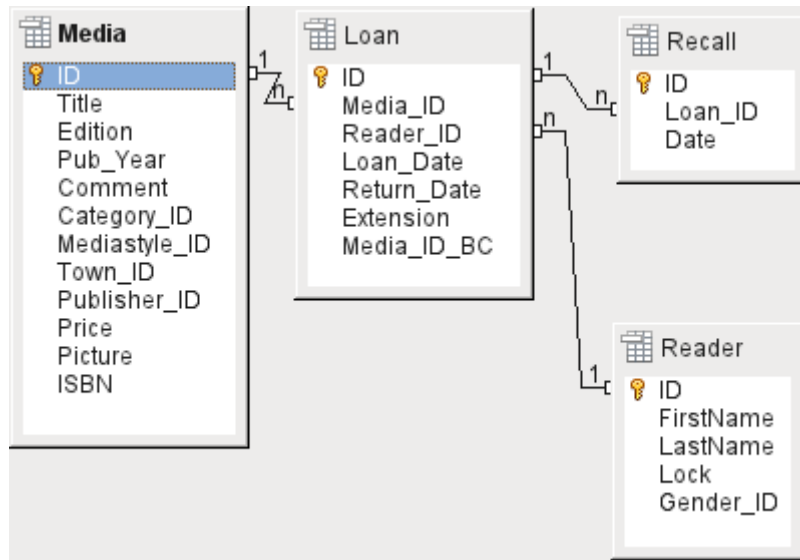 Media
ID
Title
Edition
Pub_Year
Comment
Category_ID
Mediastyle_ID
Town_ID
Publisher_ID
Price
Picture
ISBN
1
n
Loan
ID
Media_ID
Reader_ID
Loan_Date
Return_Date
Extension
Media_ID_BC
1
n
n
1
Recall
ID
Loan_ID
Date
Reader
ID
FirstName
LastName
Lock
Gender_ID